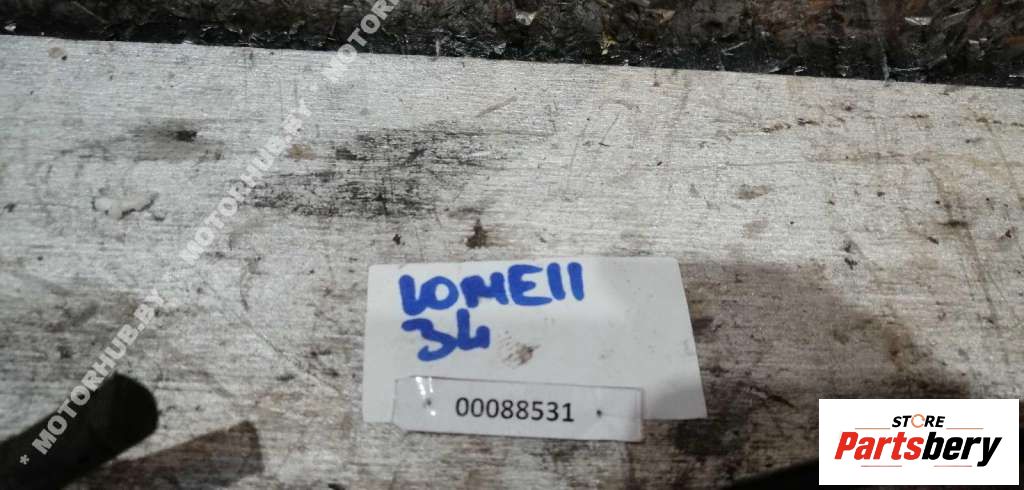 * MOTORHUB.BY * MOTORHUB.BY * MOTORHUB.BY
10ME11
34
00088531
STORE
Partsbery